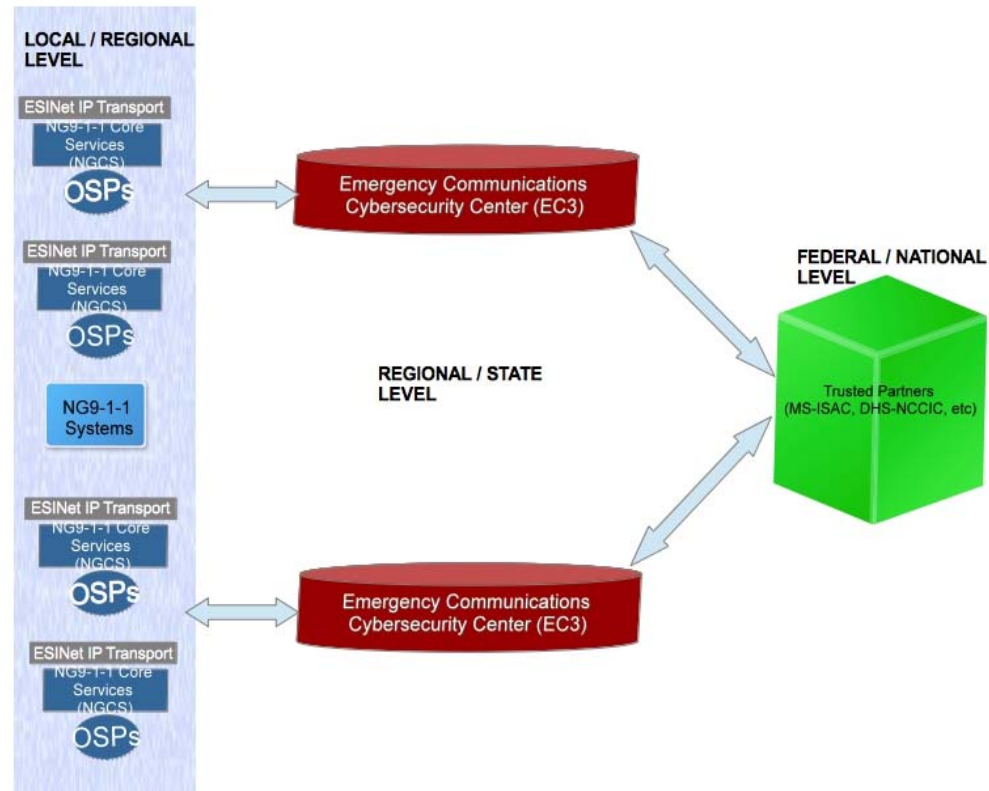 LOCAL / REGIONAL
LEVEL
ESINet IP Transport
NG9-1-1 Core
Services
(NGCS)
OSPs
ESINet IP Transport
NG9-1-1 Core
Services
(NGCS)
OSPs
NG9-1-1
Systems
ESINet IP Transport
NG9-1-1 Core
Services
(NGCS)
OSPs
ESINet IP Transport
NG9-1-1 Core
Services
(NGCS)
OSPs
Emergency Communications
Cybersecurity Center (EC3)
REGIONAL / STATE
LEVEL
Emergency Communications
Cybersecurity Center (EC3)
FEDERAL / NATIONAL
LEVEL
Trusted Partners
(MS-ISAC, DHS-NCCIC, etc)